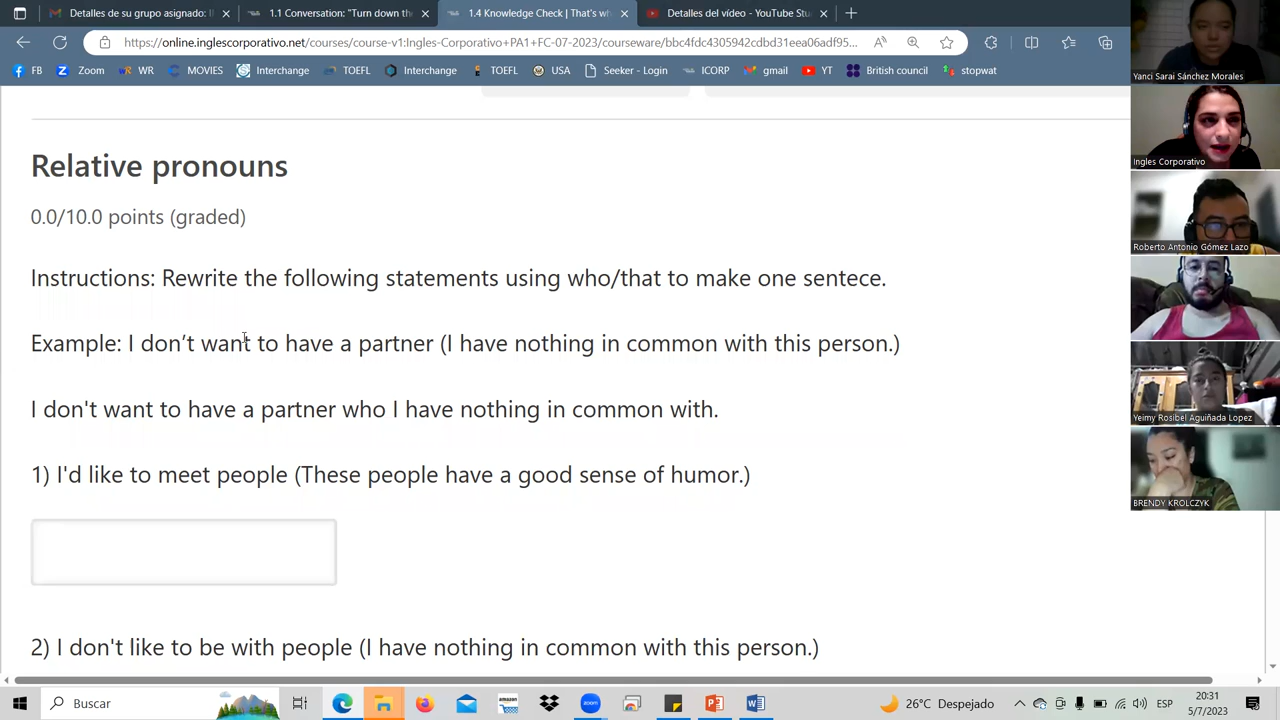 Detalles de su grupo asignado: I
1.1 Conversation: "Turn down th
1.4 Knowledge Check | That's wh
Detalles del vídeo - YouTube Stu
https://online.inglescorporativo.net/courses/course-v1:Ingles-Corporativo+PA1+FC-07-2023/courseware/bbc4fdc4305942cdbd31eea06adf95...
FB
Zoom
WR
MOVIES
Interchange
TOEFL
Interchange
TOEFL
USA
Seeker - Login
ICORP
gmail
YT
British council
stopwat
Relative pronouns
0.0/10.0 points (graded)
Instructions: Rewrite the following statements using who/that to make one sentece.
Example: I don’t want to have a partner (I have nothing in common with this person.)
I don't want to have a partner who I have nothing in common with.
1) I'd like to meet people (These people have a good sense of humor.)
2) I don't like to be with people (I have nothing in common with this person.)
Yanci Sarai Sánchez Morales
Ingles Corporativo
Roberto Antonio Gómez Lazo
Yeimy Rosibel Aguiñada Lopez
BRENDY KROLCZYK
Buscar
26°C Despejado
ESP
20:31
5/7/2023